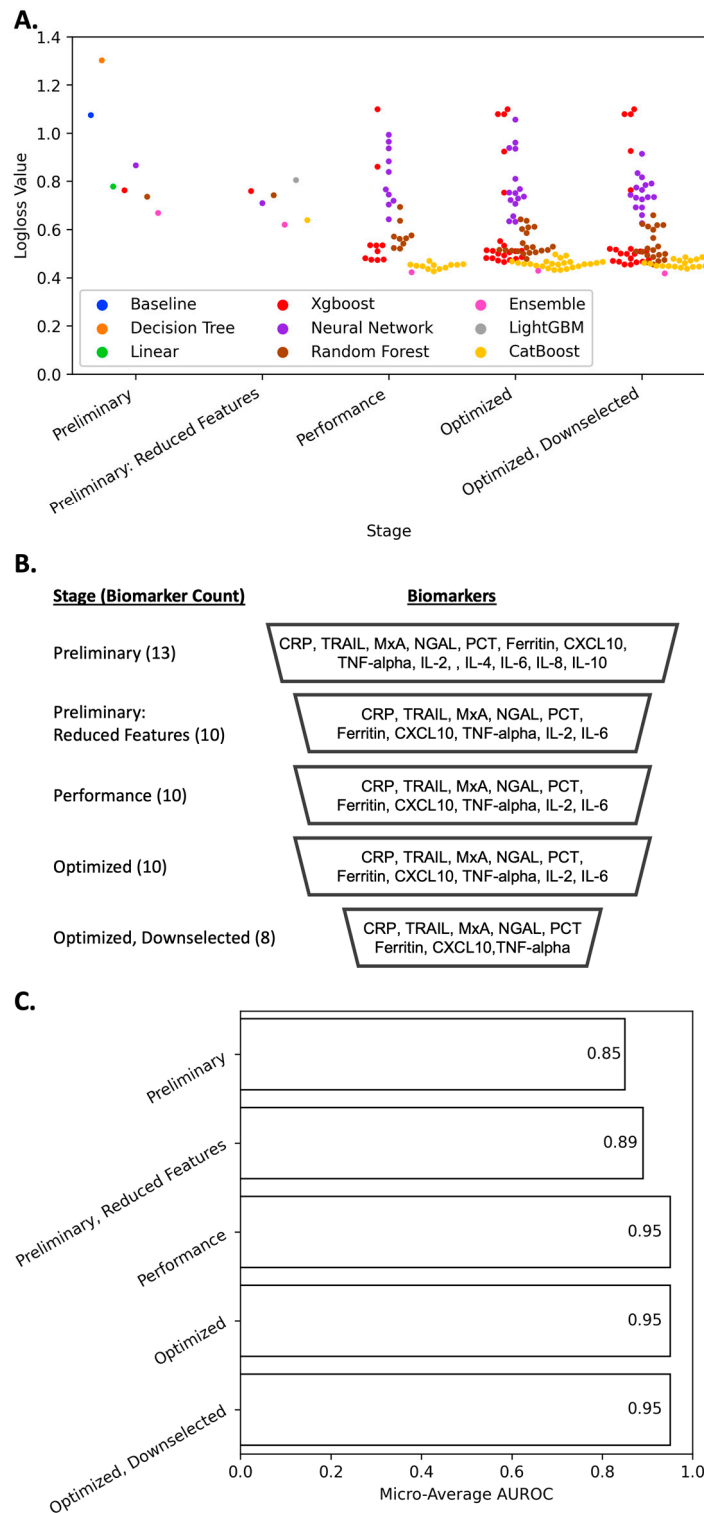 A.
1.4
1.2
1.0
0.8
0.6
0.4
0.2
0.0
Logloss Value
Baseline
Decision Tree
Linear
Xgboost
Neural Network
Random Forest
Ensemble
LightGBM
CatBoost
Preliminary
Preliminary: Reduced Features
Performance
Optimized
Optimized, Downselected
Stage
B.
Stage (Biomarker Count)
Biomarkers
Preliminary (13)
CRP, TRAIL, MxA, NGAL, PCT, Ferritin, CXCL10,
TNF-alpha, IL-2, , IL-4, IL-6, IL-8, IL-10
Preliminary:
Reduced Features (10)
CRP, TRAIL, MxA, NGAL, PCT,
Ferritin, CXCL10, TNF-alpha, IL-2, IL-6
Performance (10)
CRP, TRAIL, MxA, NGAL, PCT,
Ferritin, CXCL10, TNF-alpha, IL-2, IL-6
Optimized (10)
CRP, TRAIL, MxA, NGAL, PCT,
Ferritin, CXCL10, TNF-alpha, IL-2, IL-6
Optimized, Downselected (8)
CRP, TRAIL, MxA, NGAL, PCT
Ferritin, CXCL10,TNF-alpha
C.
Preliminary
0.85
Preliminary, Reduced Features
0.89
Performance
0.95
Optimized
0.95
Optimized, Downselected
0.95
0.0
0.2
0.4
0.6
0.8
1.0
Micro-Average AUROC